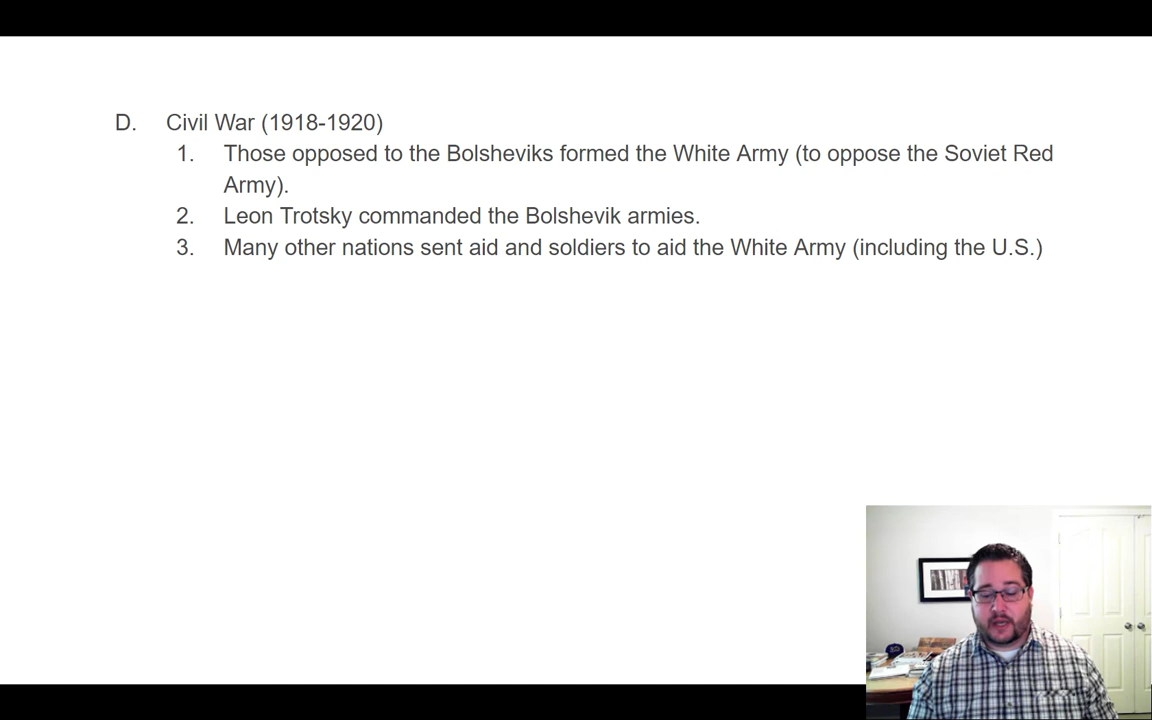 D. Civil War (1918-1920)
1. Those opposed to the Bolsheviks formed the White Army (to oppose the Soviet Red
Army).
2. Leon Trotsky commanded the Bolshevik armies.
3. Many other nations sent aid and soldiers to aid the White Army (including the U.S.)